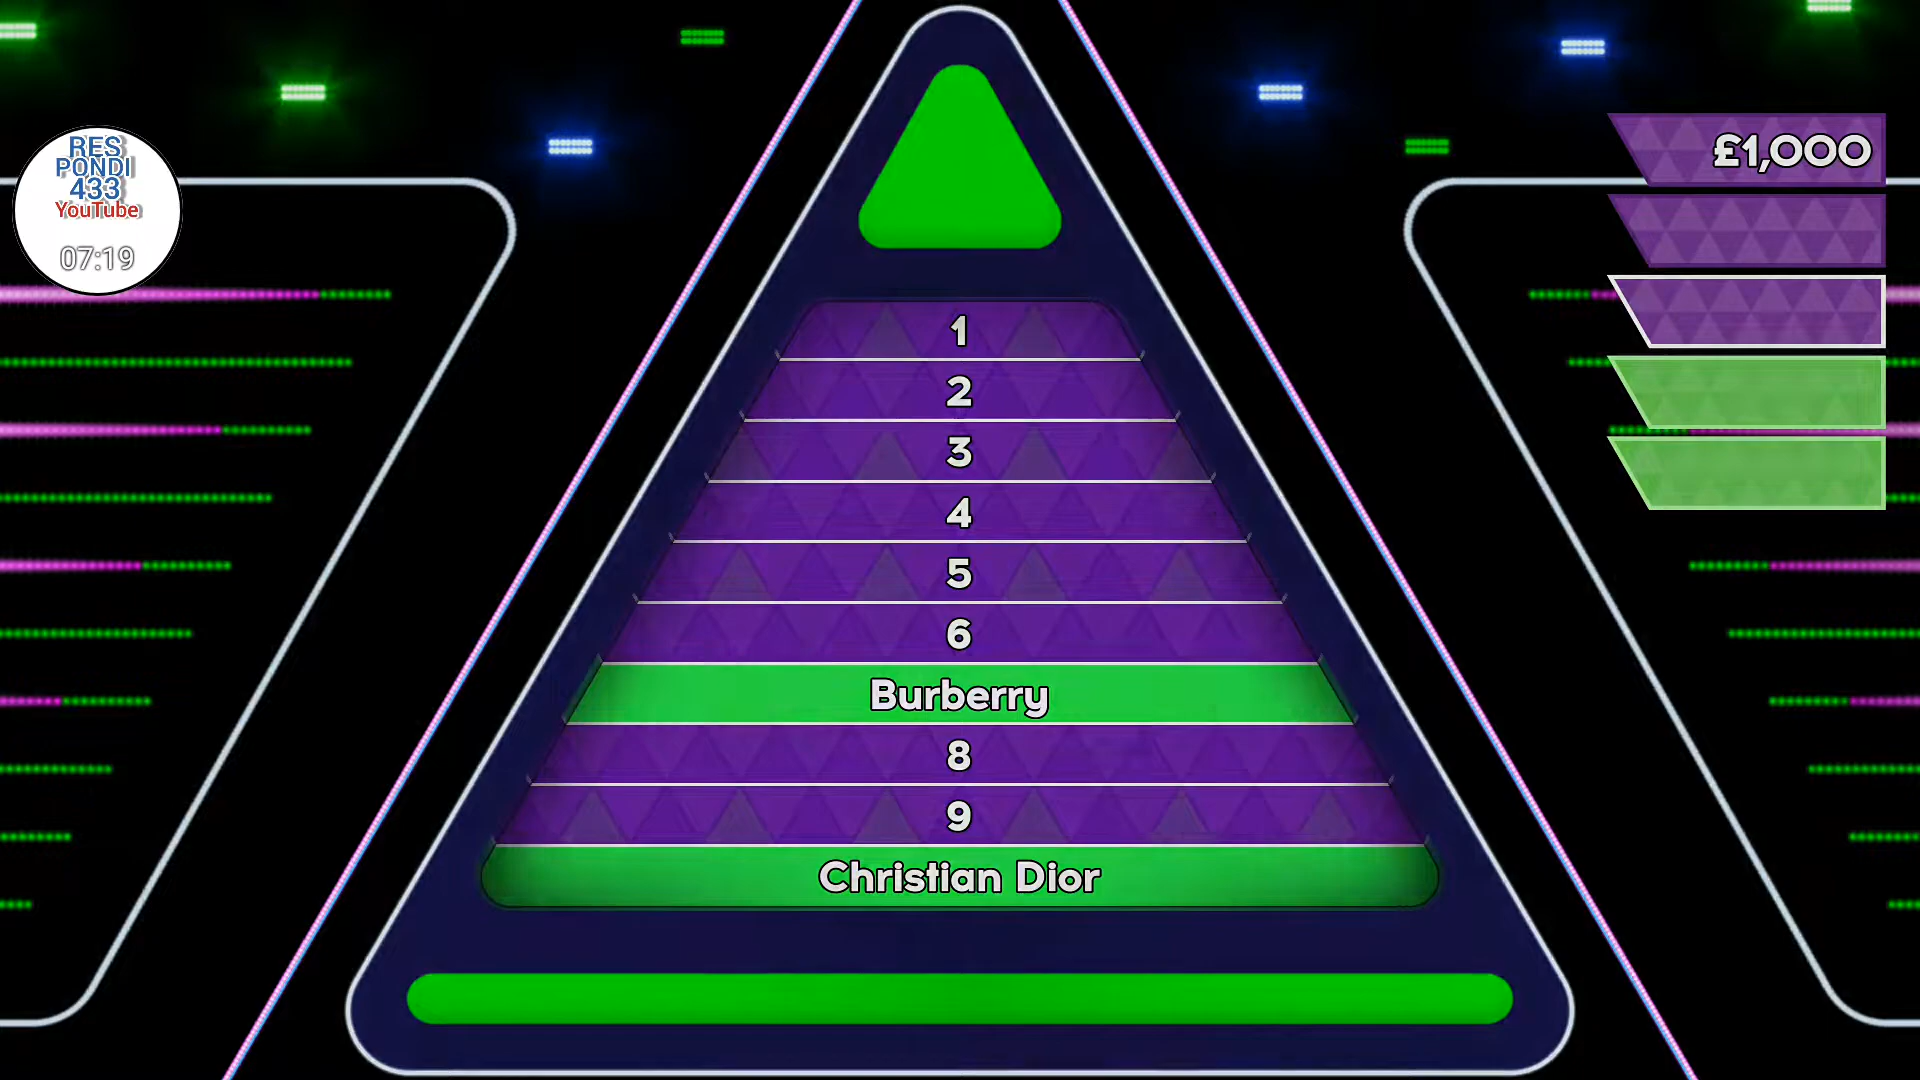 RES
PONDI
433
YouTube
07:19
£1,000
1
2
3
4
5
6
Burberry
8
9
Christian Dior